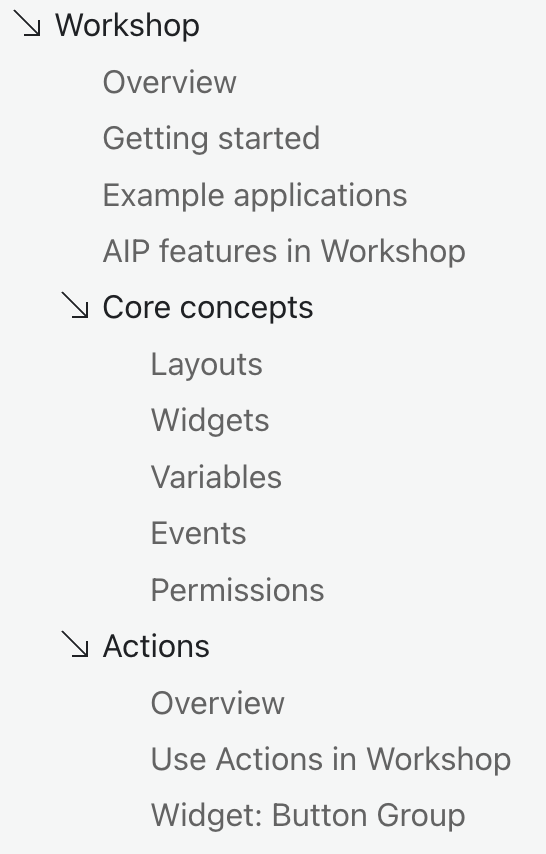 Workshop
Overview
Getting started
Example applications
AIP features in Workshop
Core concepts
Layouts
Widgets
Variables
Events
Permissions
Actions
Overview
Use Actions in Workshop
Widget: Button Group